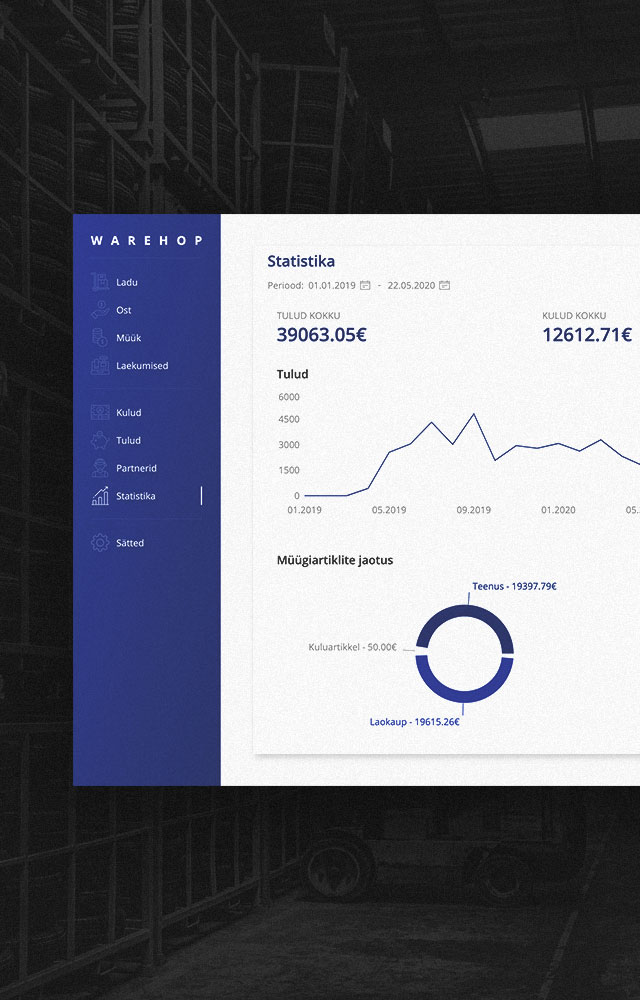 WAREHOP
Ladu
Ost
Müük
Laekumised
Kulud
Tulud
Partnerid
Statistika
Sätted
Statistika
Periood: 01.01.2019 - 22.05.2020
TULUD KOKKU
39063.05€
KULUD KOKKU
12612.71€
Tulud
6000
4500
3000
1500
0
01.2019 05.2019 09.2019 01.2020 05.
Müügiartiklite jaotus
Teenus - 19397.79€
Kuluartikkel - 50.00€
Laokaup - 19615.26€